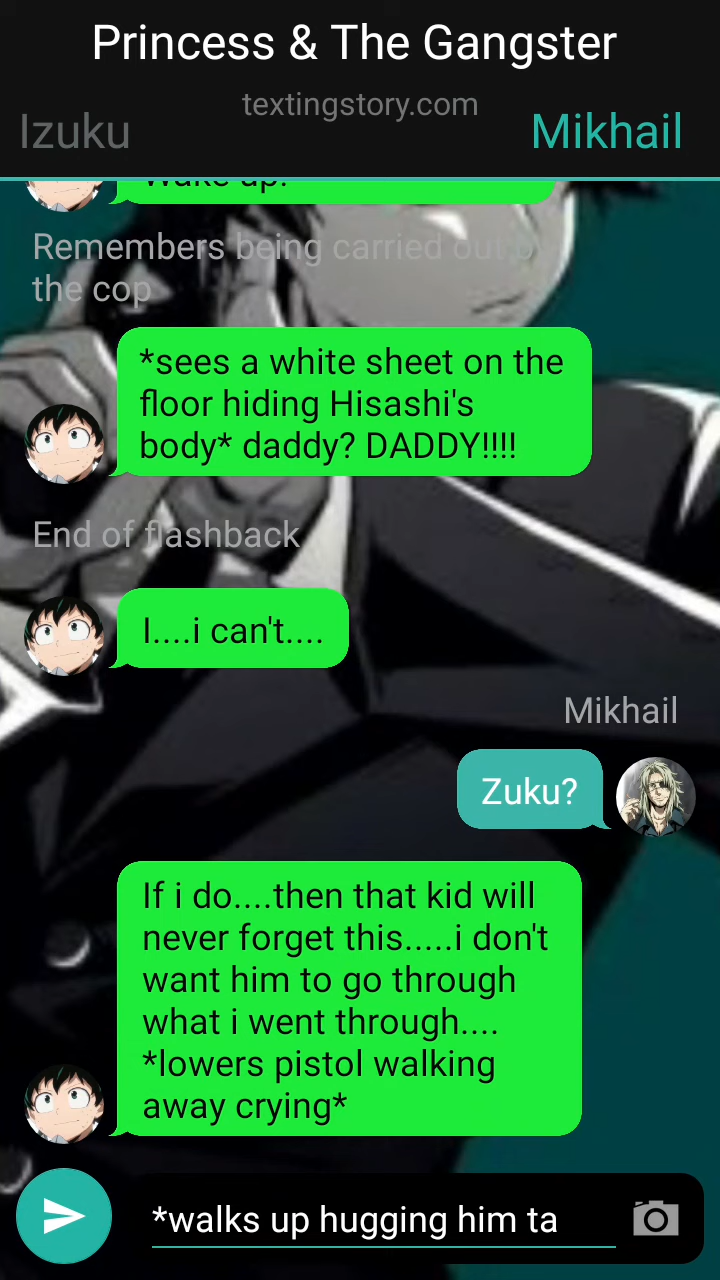 Princess & The Gangster
textingstory.com
Izuku
Mikhail
Wake up!
Remembers being carried out b
the cop
*sees a white sheet on the
floor hiding Hisashi's
body* daddy? DADDY!!!!
End of flashback
I....i can't....
Mikhail
Zuku?
If i do....then that kid will
never forget this.....i don't
want him to go through
what i went through....
*lowers pistol walking
away crying*
*walks up hugging him ta